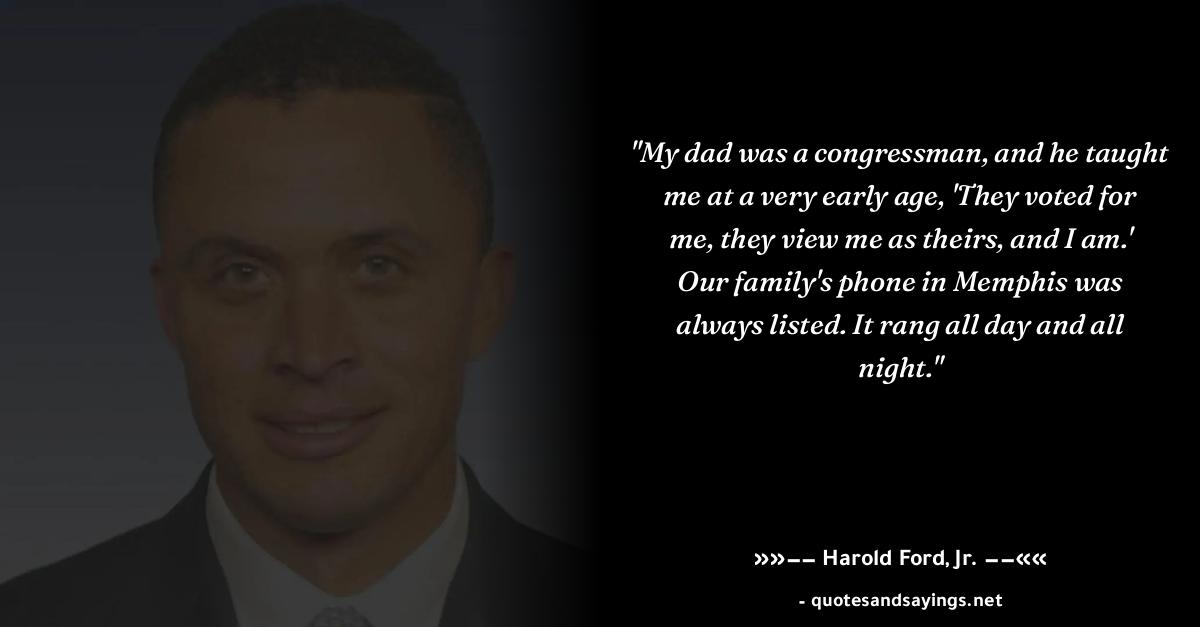 "My dad was a congressman, and he taught
me at a very early age, 'They voted for
me, they view me as theirs, and I am.'
Our family's phone in Memphis was
always listed. It rang all day and all
night."
»»−− Harold Ford, Jr. −−««
- quotesandsayings.net